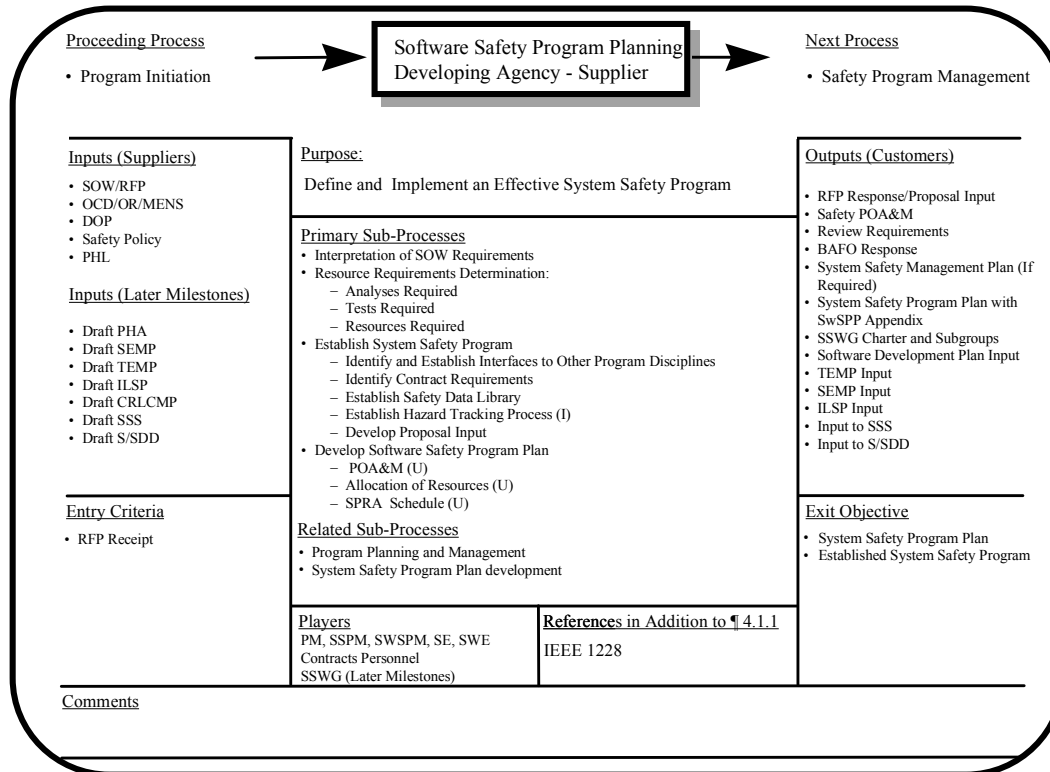 Proceeding Process
• Program Initiation
Software Safety Program Planning
Developing Agency - Supplier
Next Process
• Safety Program Management
Inputs (Suppliers)
• SOW/RFP
• OCD/OR/MENS
• DOP
• Safety Policy
• PHL
Inputs (Later Milestones)
• Draft PHA
• Draft SEMP
• Draft TEMP
• Draft ILSP
• Draft CRLCMP
• Draft SSS
• Draft S/SDD
Entry Criteria
• RFP Receipt
Purpose:
Define and Implement an Effective System Safety Program
Primary Sub-Processes
• Interpretation of SOW Requirements
• Resource Requirements Determination:
– Analyses Required
– Tests Required
– Resources Required
• Establish System Safety Program
– Identify and Establish Interfaces to Other Program Disciplines
– Identify Contract Requirements
– Establish Safety Data Library
– Establish Hazard Tracking Process (I)
– Develop Proposal Input
• Develop Software Safety Program Plan
– POA&M (U)
– Allocation of Resources (U)
– SPRA Schedule (U)
Related Sub-Processes
• Program Planning and Management
• System Safety Program Plan development
Players
PM, SSPM, SWSPM, SE, SWE
Contracts Personnel
SSWG (Later Milestones)
References in Addition to ¶ 4.1.1
IEEE 1228
Outputs (Customers)
• RFP Response/Proposal Input
• Safety POA&M
• Review Requirements
• BAFO Response
• System Safety Management Plan (If
Required)
• System Safety Program Plan with
SwSPP Appendix
• SSWG Charter and Subgroups
• Software Development Plan Input
• TEMP Input
• SEMP Input
• ILSP Input
• Input to SSS
• Input to S/SDD
Exit Objective
• System Safety Program Plan
• Established System Safety Program
Comments